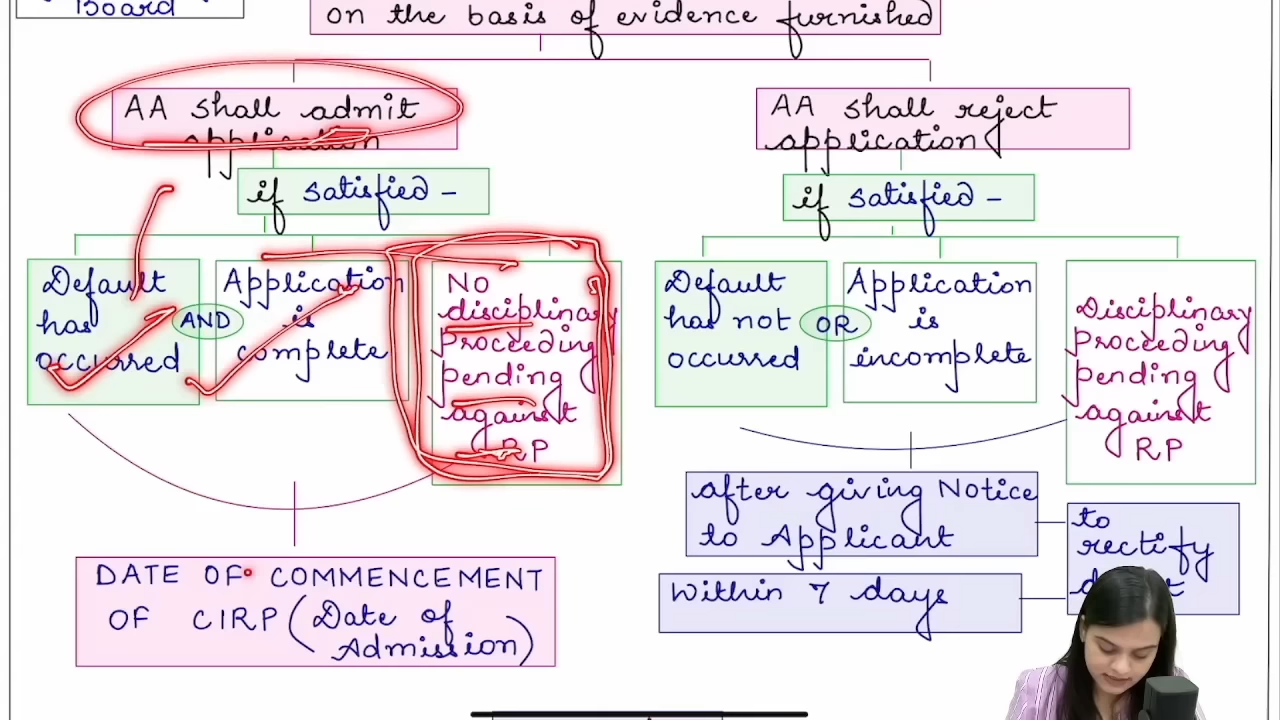 Board
on the basis of evidence furnished
AA shall admit
application
if satisfied -
Default
has
occurred
AND
Application
is
complete
No
disciplinary
proceeding
pending
against
RP
DATE OF COMMENCEMENT
OF CIRP (Date of
Admission)
AA shall reject
application
if satisfied -
Default
has not
occurred
OR
Application
is
incomplete
Disciplinary
proceeding
pending
against
RP
after giving Notice
to Applicant
to
rectify
Within 7 days